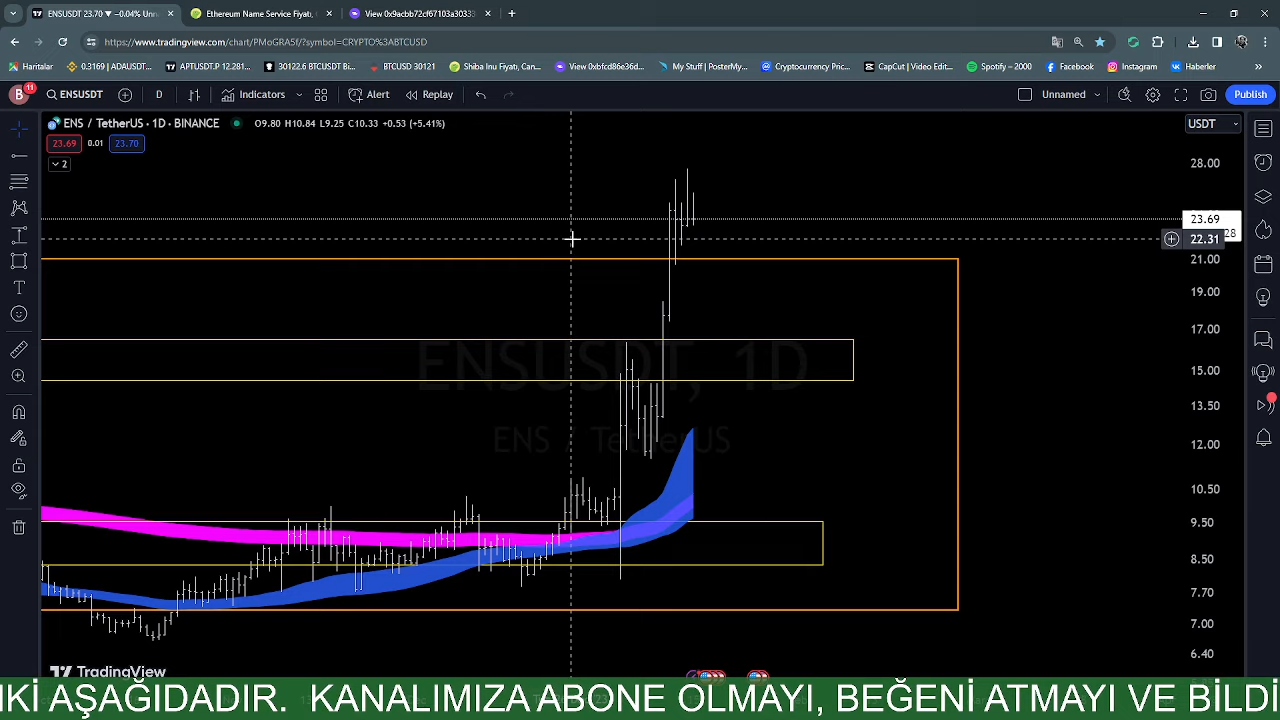 ENSUSDT 23.70 ▼ −0.04% Unna
Ethereum Name Service Fiyatı,
View 0x9acbb72cf67103a30333
https://www.tradingview.com/chart/PMoGRASf/?symbol=CRYPTO%3ABTCUSD
Haritalar
0.3169 | ADAUSDT...
APTUSDT.P 12.281...
30122.6 BTCUSDT Bi...
BTCUSD 30121
Shiba Inu Fiyatı, Can...
View 0xbfcd86e36d...
My Stuff | PosterMy...
Cryptocurrency Pric...
CapCut | Video Edit...
Spotify – 2000
Facebook
Instagram
Haberler
B 11
ENSUSDT
D
Indicators
Alert
Replay
Unnamed
Publish
ENS / TetherUS · 1D · BINANCE
O9.80 H10.84 L9.25 C10.33 +0.53 (+5.41%)
USDT
23.69 0.01 23.70
2
28.00
23.69
28
22.31
21.00
19.00
17.00
ENSUSDT, 1D
15.00
13.50
ENS / TetherUS
12.00
10.50
9.50
8.50
7.70
7.00
6.40
TradingView
İKİ AŞAĞIDADIR. KANALIMIZA ABONE OLMAYI, BEĞENİ ATMAYI VE BİLDİ